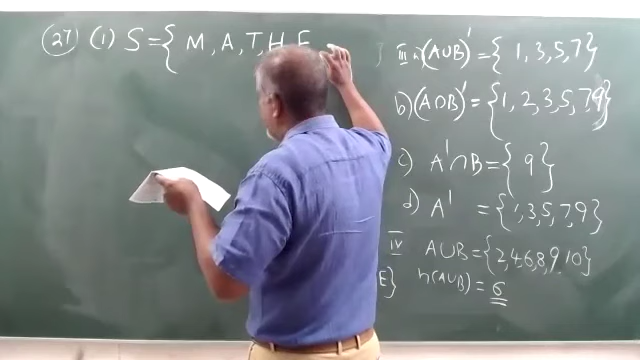 (27) (1) S = { M, A, T, H, E
III a) (A∪B)' = { 1, 3, 5, 7 }
b) (A∩B)' = { 1, 2, 3, 5, 7, 9 }
c) A' ∩ B = { 9 }
d) A' = { 1, 3, 5, 7, 9 }
IV A∪B = { 2, 4, 6, 8, 9, 10 }
E} n(A∪B) = 6